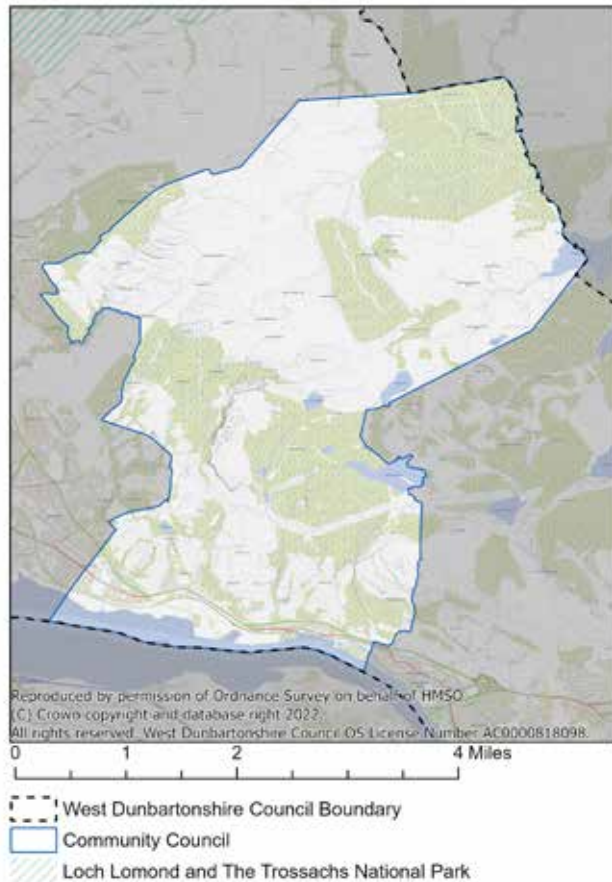 Reproduced by permission of Ordnance Survey on behalf of HMSO.
(C) Crown copyright and database right 2022.
All rights reserved. West Dunbartonshire Council OS License Number AC0000818098.
0 1 2 4 Miles
West Dunbartonshire Council Boundary
Community Council
Loch Lomond and The Trossachs National Park